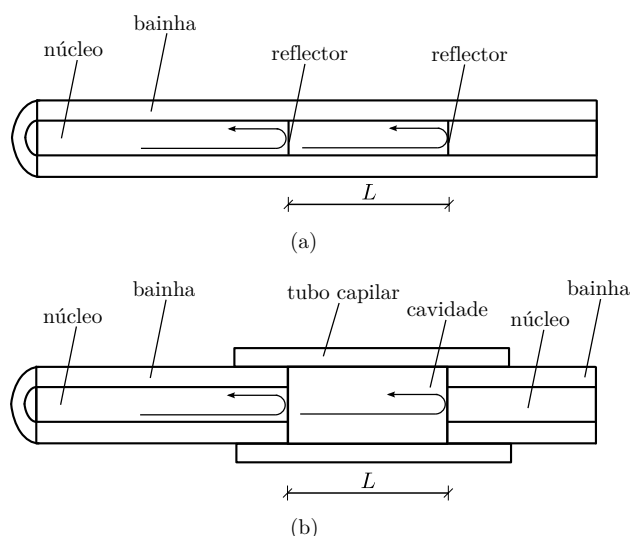 bainha
núcleo
reflector
reflector
L
(a)
tubo capilar
bainha
cavidade
bainha
núcleo
núcleo
L
(b)